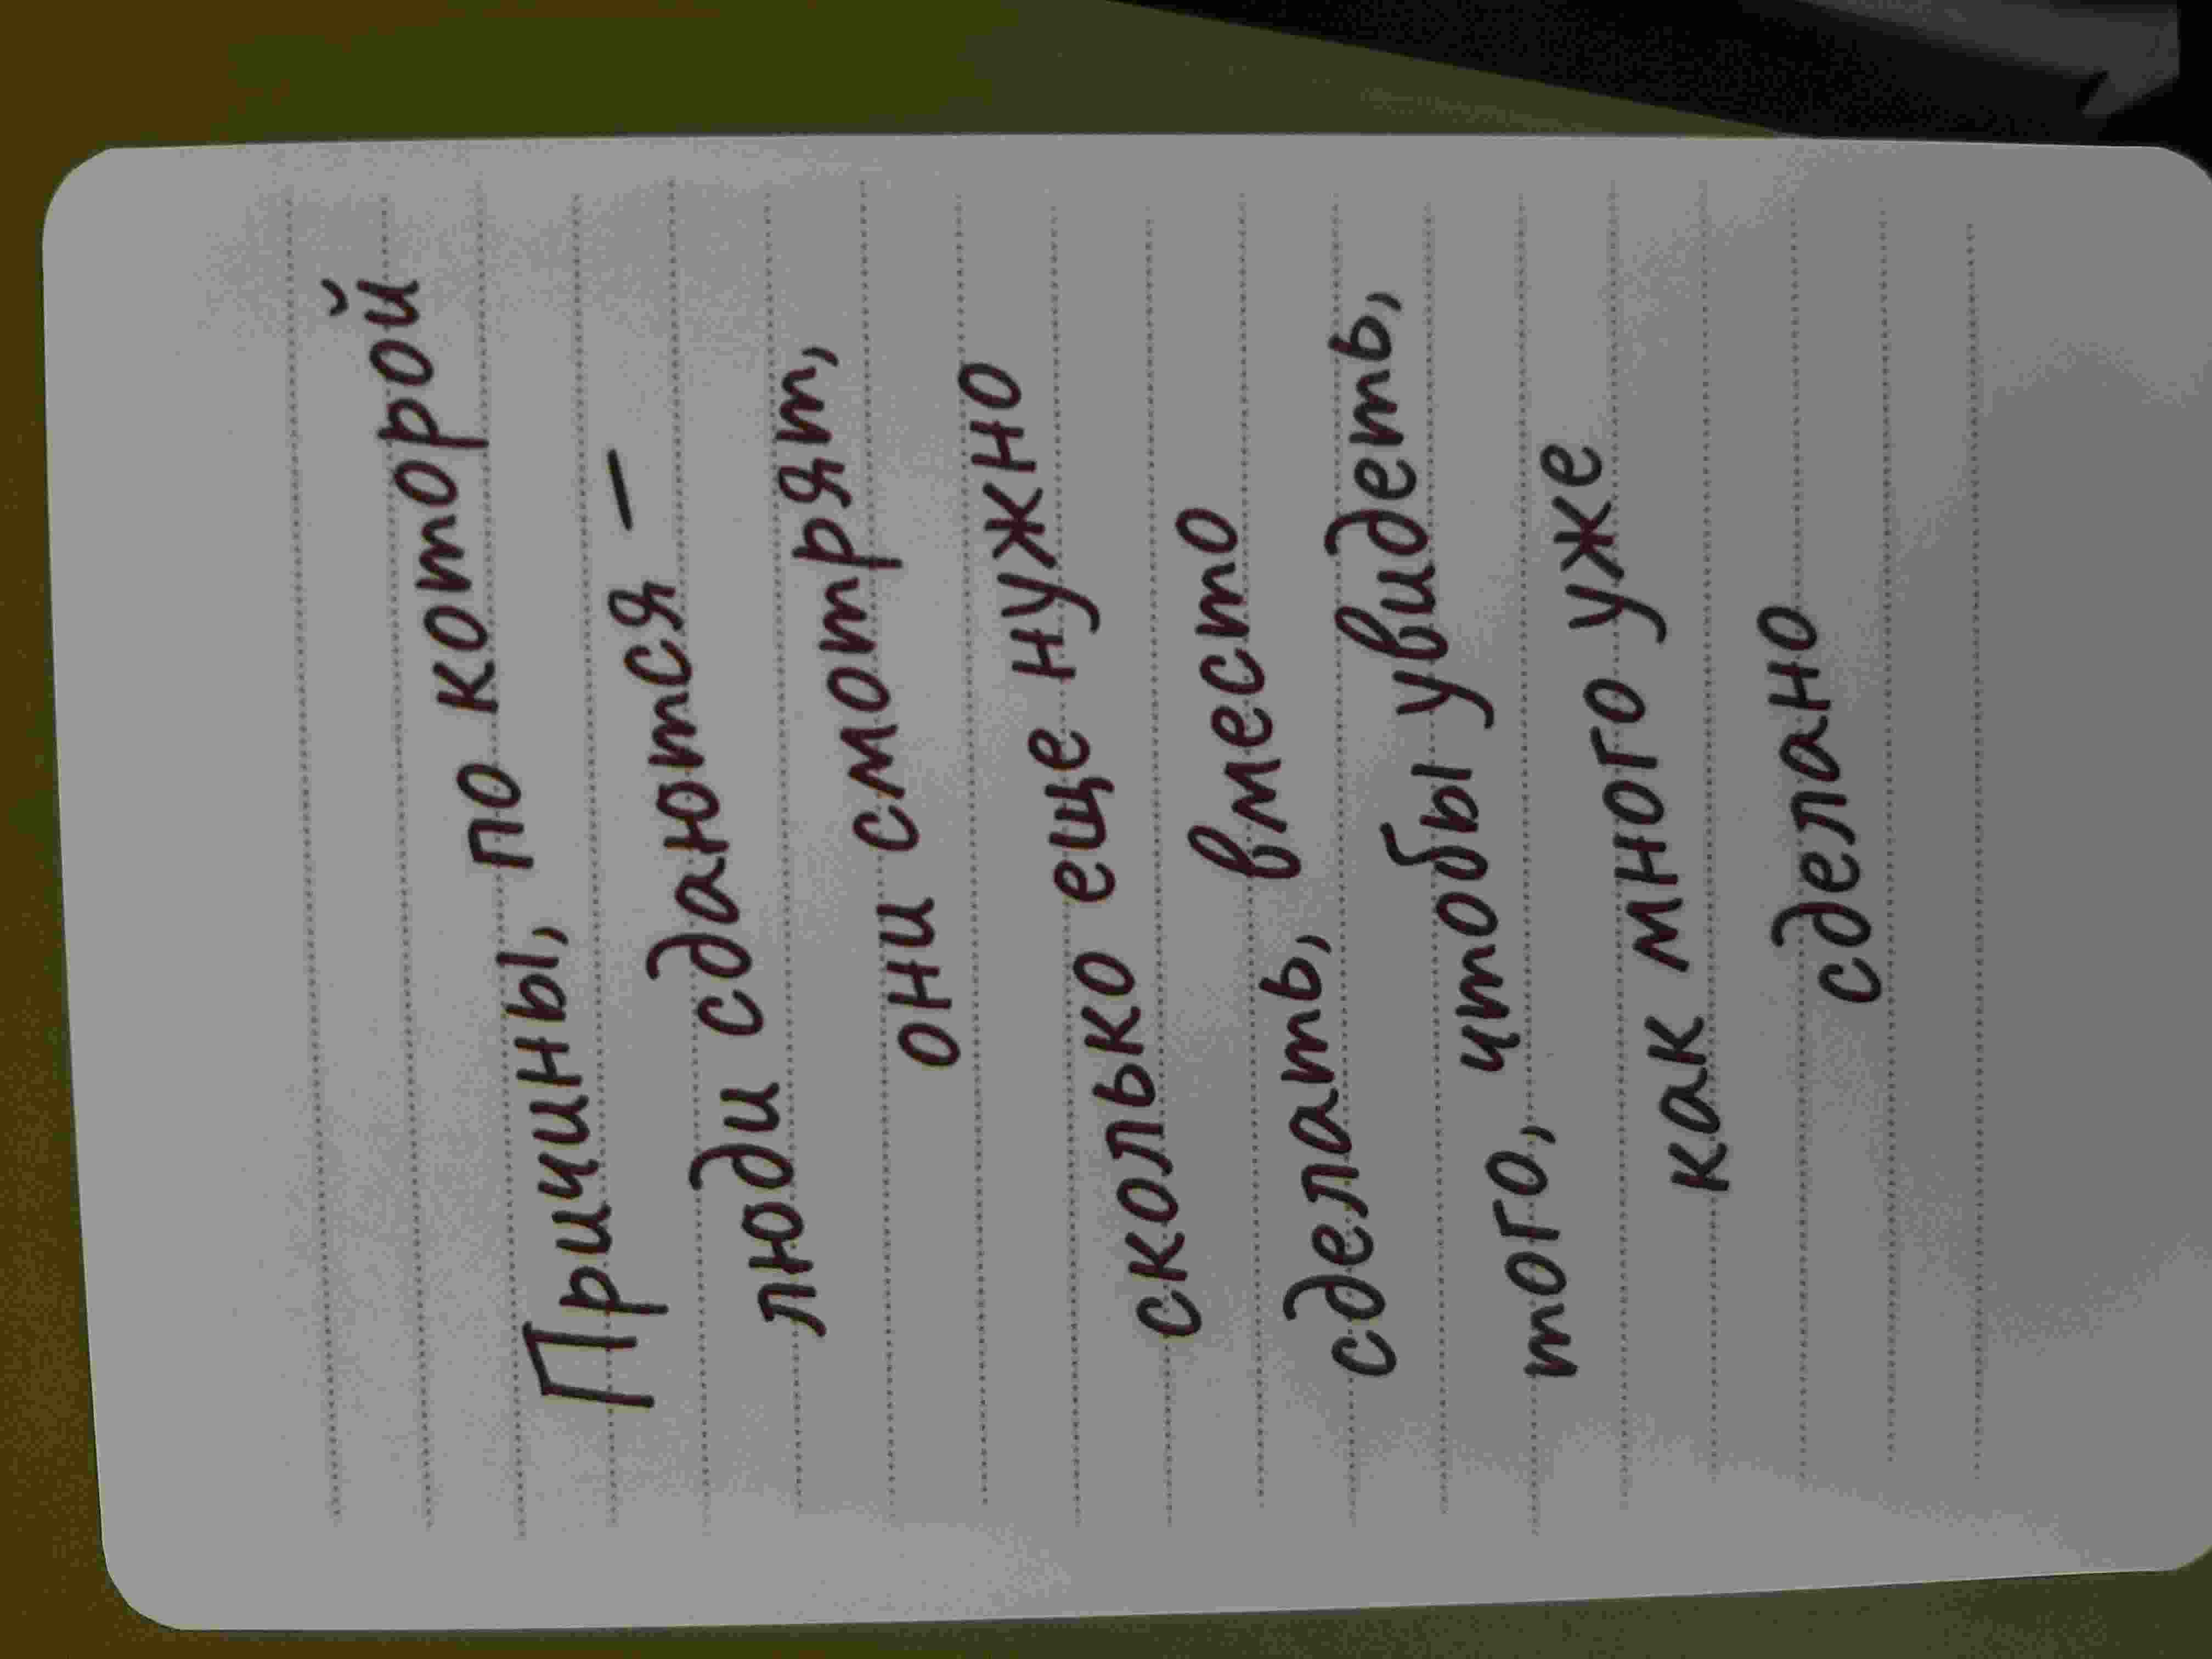 Причины, по которой
люди сдаются –
они смотрят,
сколько еще нужно
сделать, вместо
того, чтобы увидеть,
как много уже
сделано